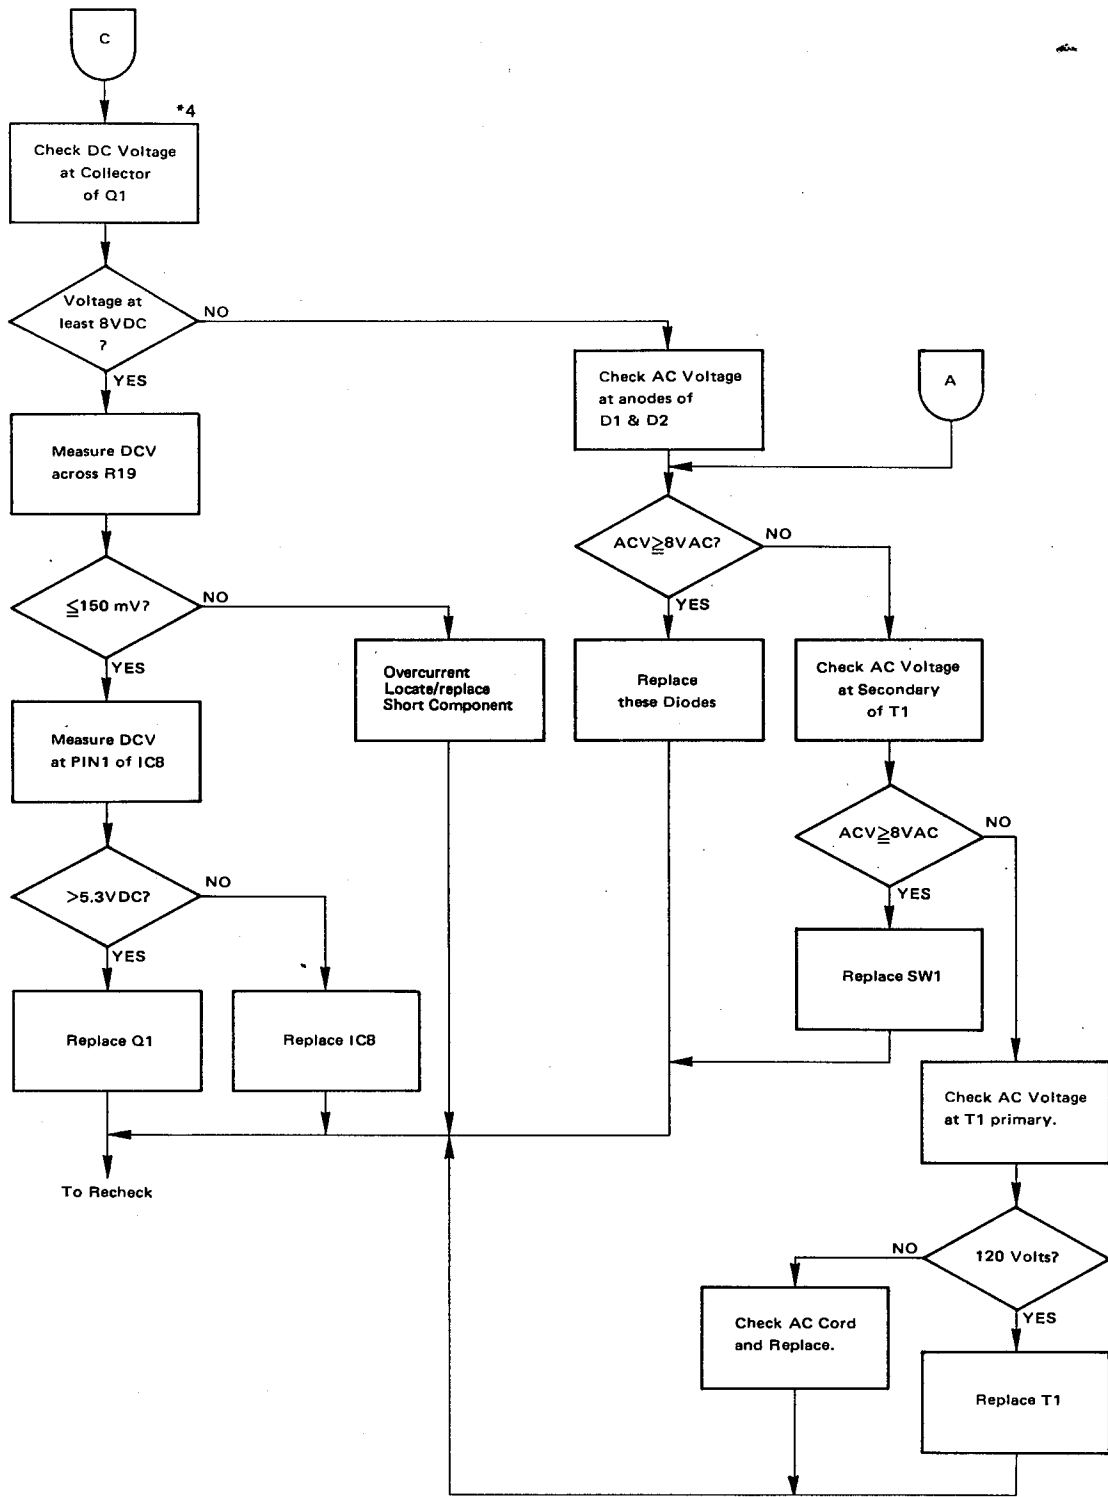 C
*4
Check DC Voltage
at Collector
of Q1
Voltage at
least 8VDC
?
NO
YES
Measure DCV
across R19
≦150 mV?
NO
YES
Overcurrent
Locate/replace
Short Component
Measure DCV
at PIN1 of IC8
>5.3VDC?
NO
YES
Replace Q1
Replace IC8
To Recheck
Check AC Voltage
at anodes of
D1 & D2
A
ACV≧8VAC?
NO
YES
Replace
these Diodes
Check AC Voltage
at Secondary
of T1
ACV≧8VAC
NO
YES
Replace SW1
Check AC Voltage
at T1 primary.
120 Volts?
NO
YES
Check AC Cord
and Replace.
Replace T1